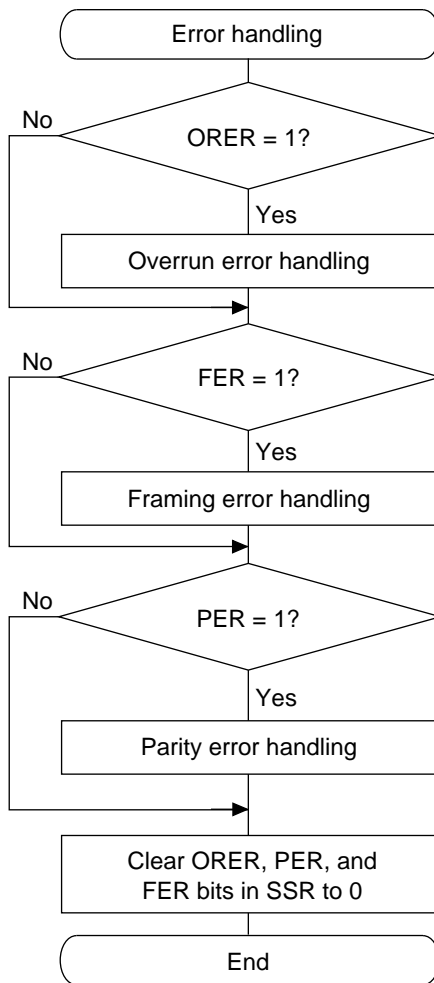 Error handling
No
ORER = 1?
Yes
Overrun error handling
No
FER = 1?
Yes
Framing error handling
No
PER = 1?
Yes
Parity error handling
Clear ORER, PER, and
FER bits in SSR to 0
End